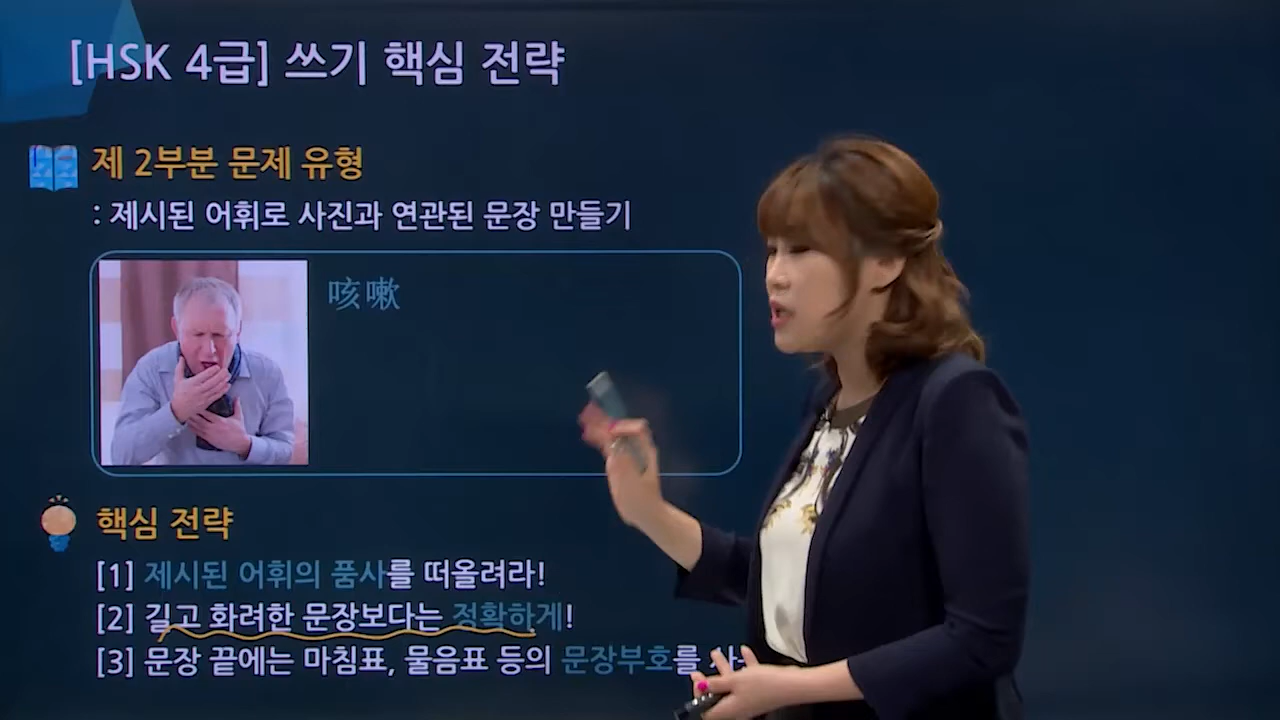 [HSK 4급] 쓰기 핵심 전략
제 2부분 문제 유형
: 제시된 어휘로 사진과 연관된 문장 만들기
咳嗽
핵심 전략
[1] 제시된 어휘의 품사를 떠올려라!
[2] 길고 화려한 문장보다는 정확하게!
[3] 문장 끝에는 마침표, 물음표 등의 문장부호를